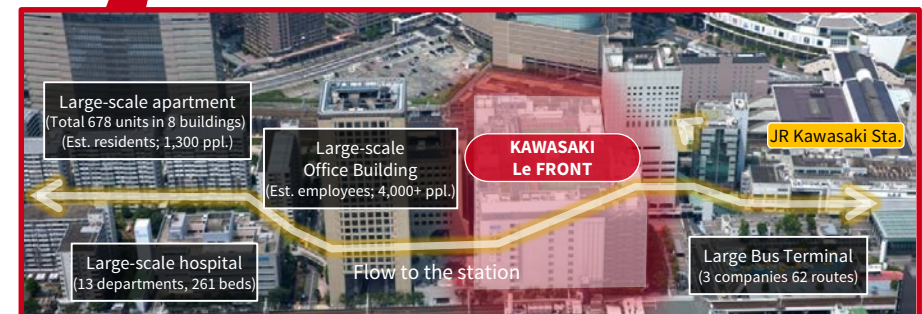 Large-scale apartment
(Total 678 units in 8 buildings)
(Est. residents; 1,300 ppl.)
Large-scale
Office Building
(Est. employees; 4,000+ ppl.)
KAWASAKI
Le FRONT
JR Kawasaki Sta.
Large-scale hospital
(13 departments, 261 beds)
Flow to the station
Large Bus Terminal
(3 companies 62 routes)